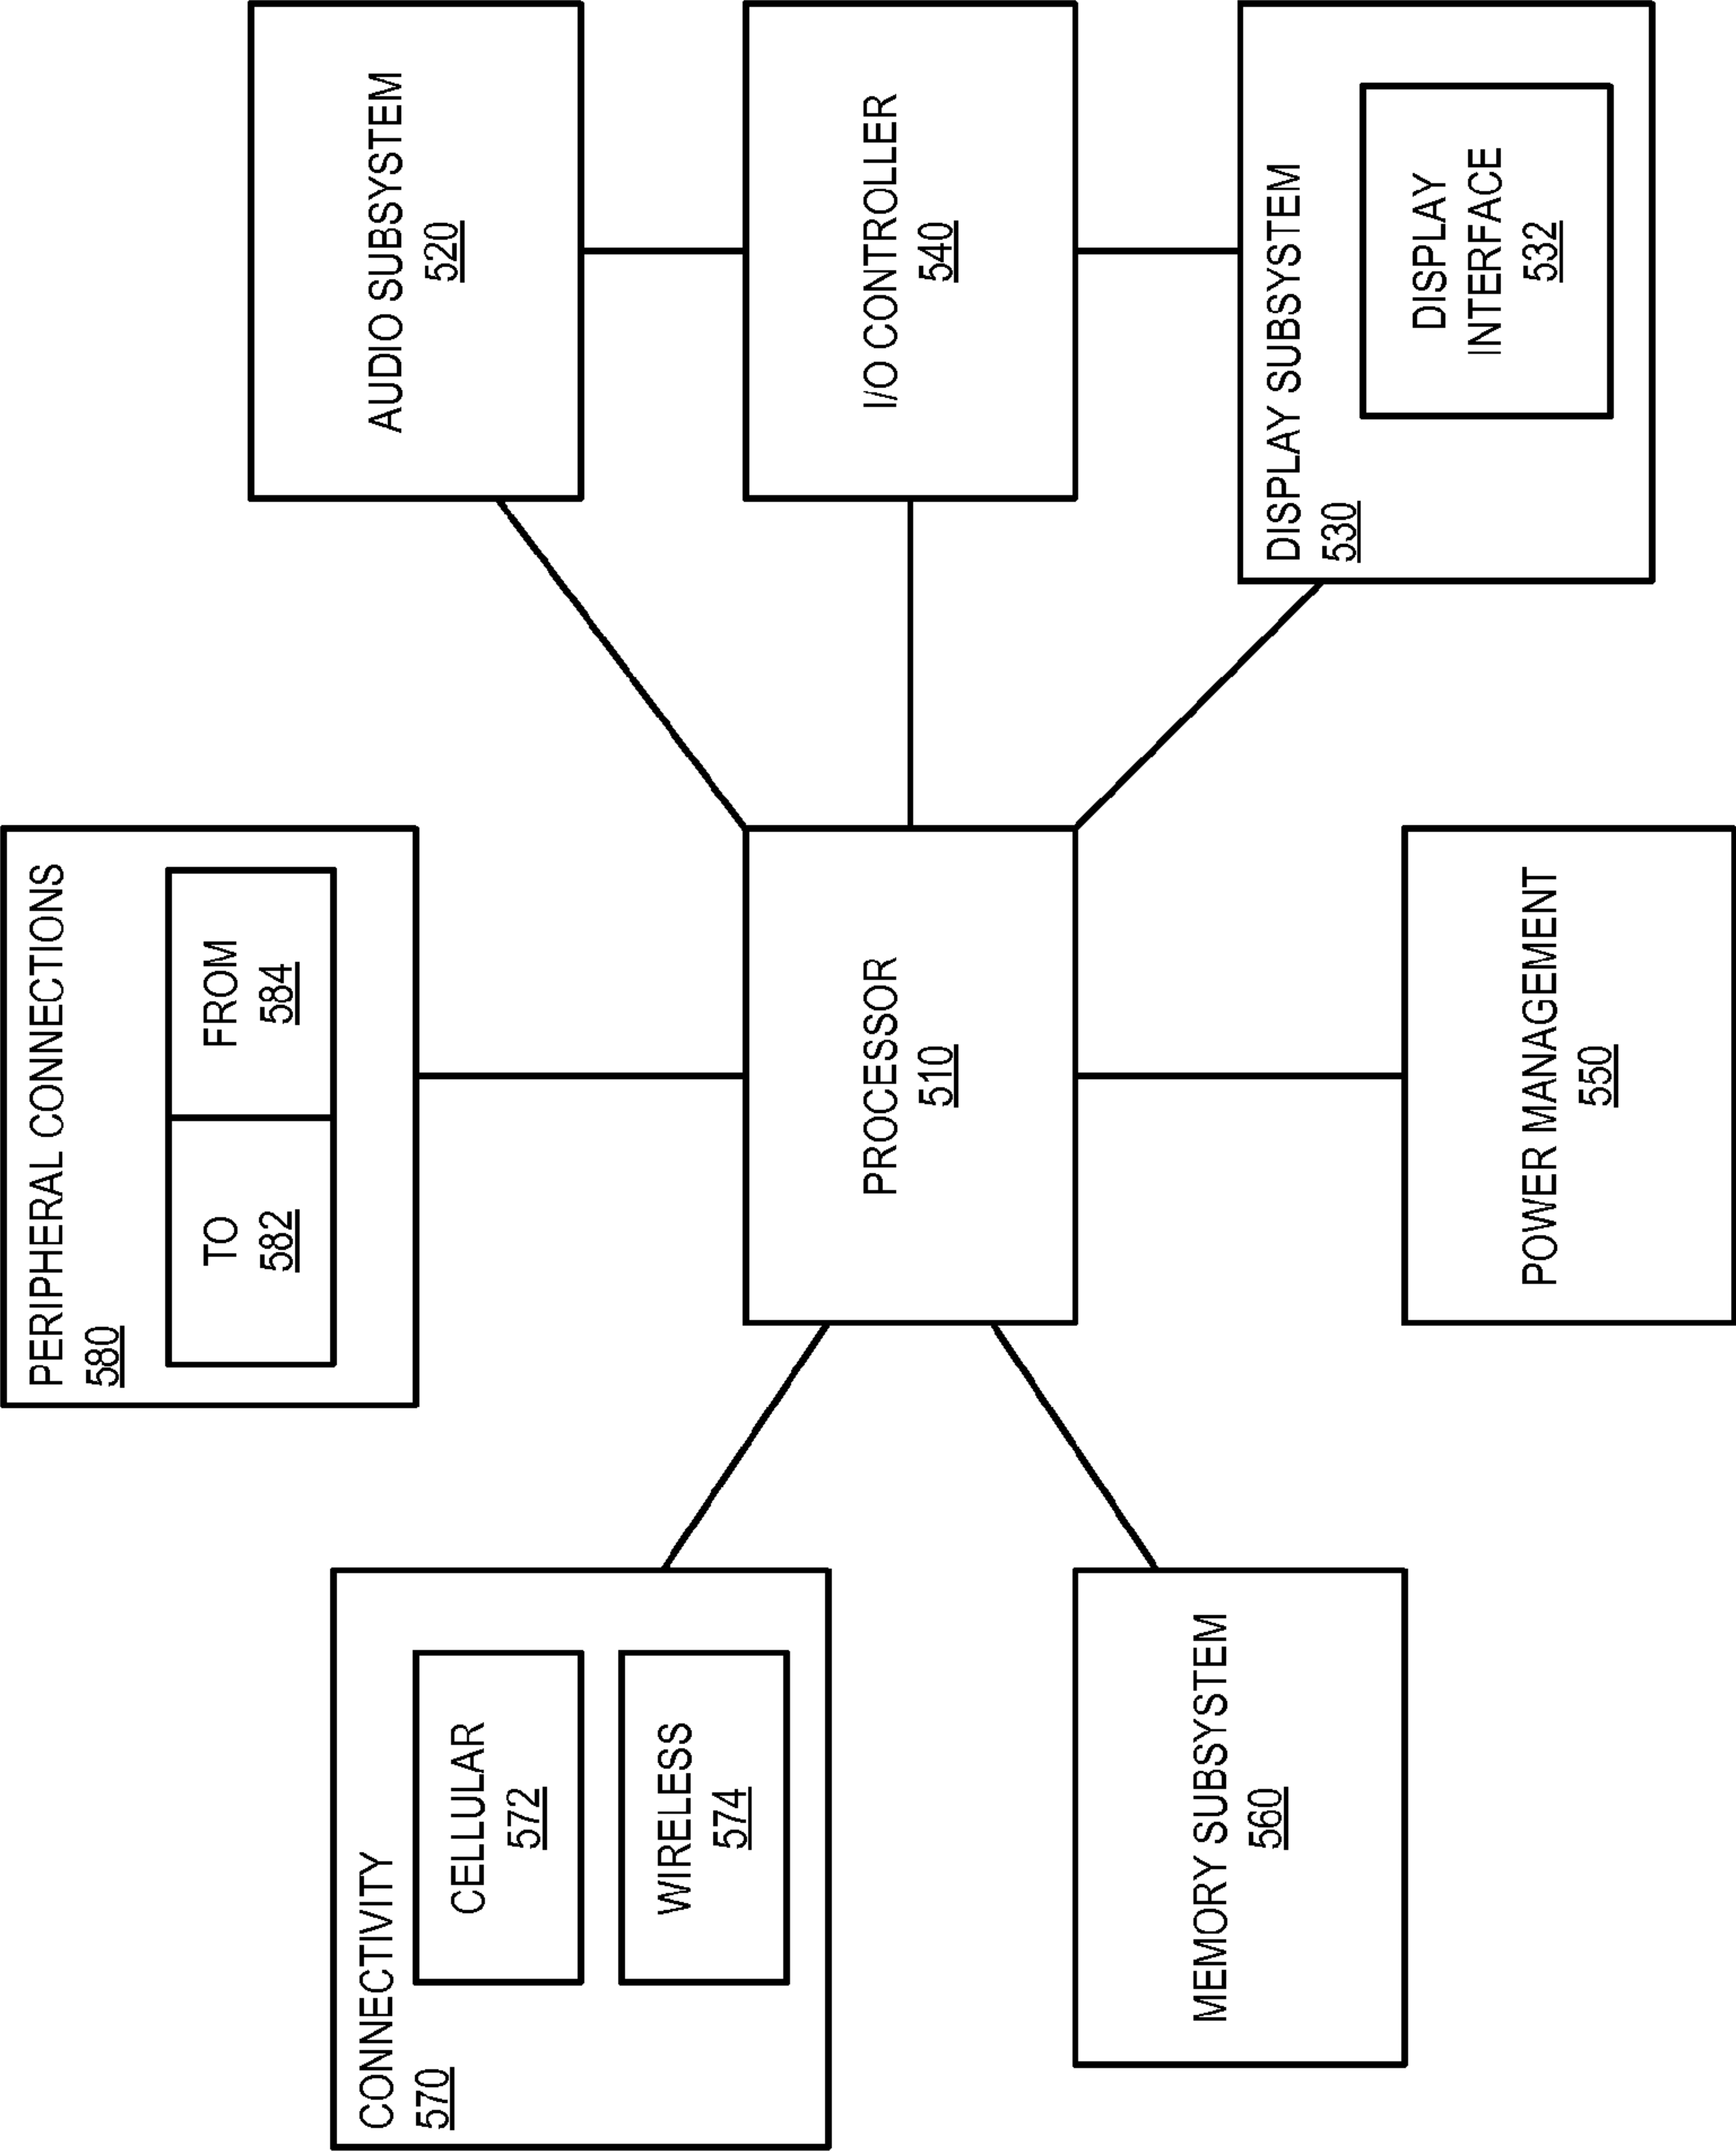 CONNECTIVITY
570
CELLULAR
572
WIRELESS
574
PERIPHERAL CONNECTIONS
580
TO
582
FROM
584
AUDIO SUBSYSTEM
520
I/O CONTROLLER
540
PROCESSOR
510
DISPLAY SUBSYSTEM
530
DISPLAY
INTERFACE
532
MEMORY SUBSYSTEM
560
POWER MANAGEMENT
550